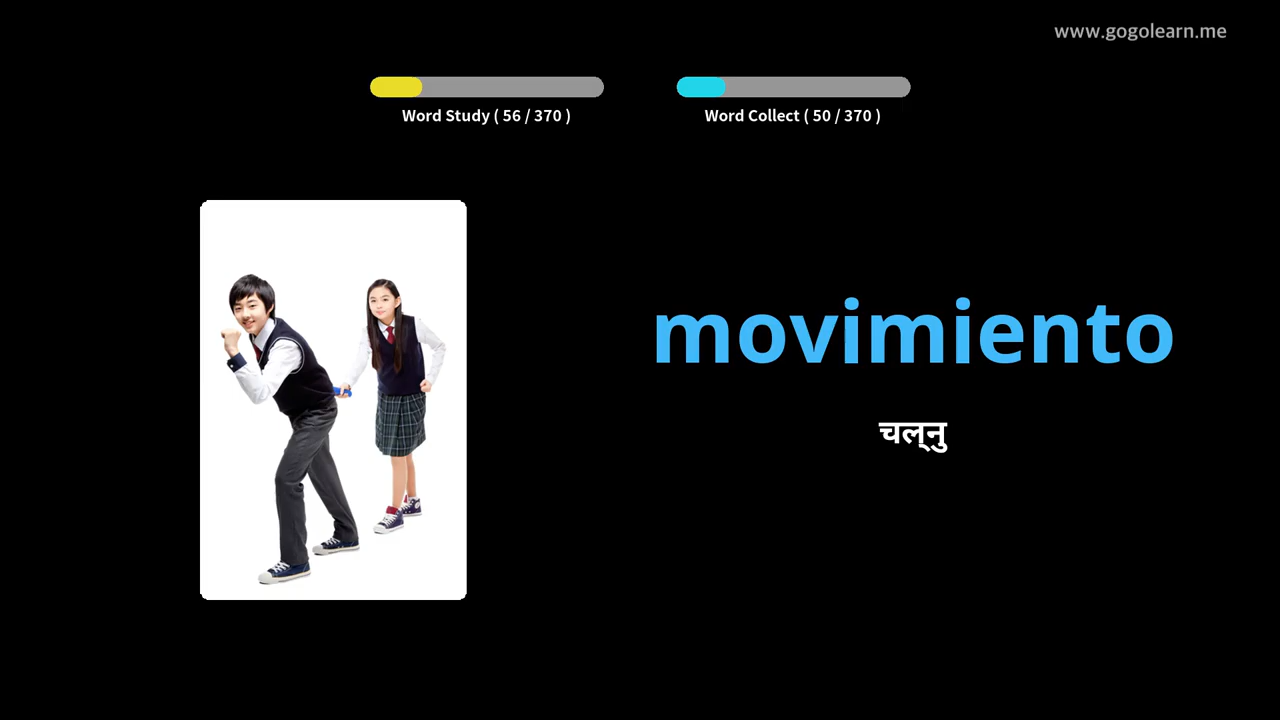 www.gogolearn.me
Word Study ( 56 / 370 )
Word Collect ( 50 / 370 )
movimiento
चल्नु